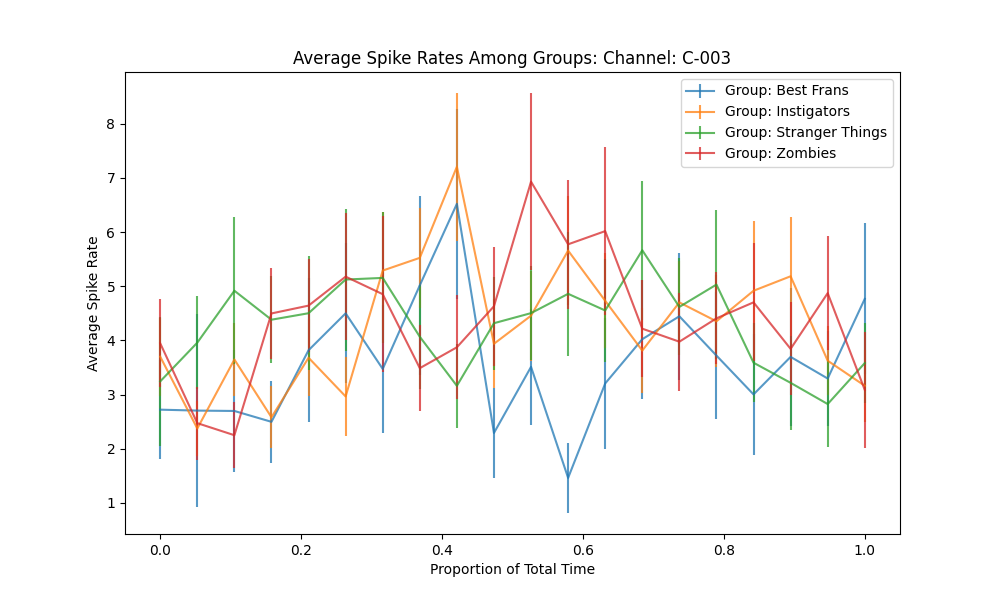 Average Spike Rates Among Groups: Channel: C-003
Group: Best Frans
Group: Instigators
Group: Stranger Things
Group: Zombies
Average Spike Rate
8
7
6
5
4
3
2
1
0.0 0.2 0.4 0.6 0.8 1.0
Proportion of Total Time